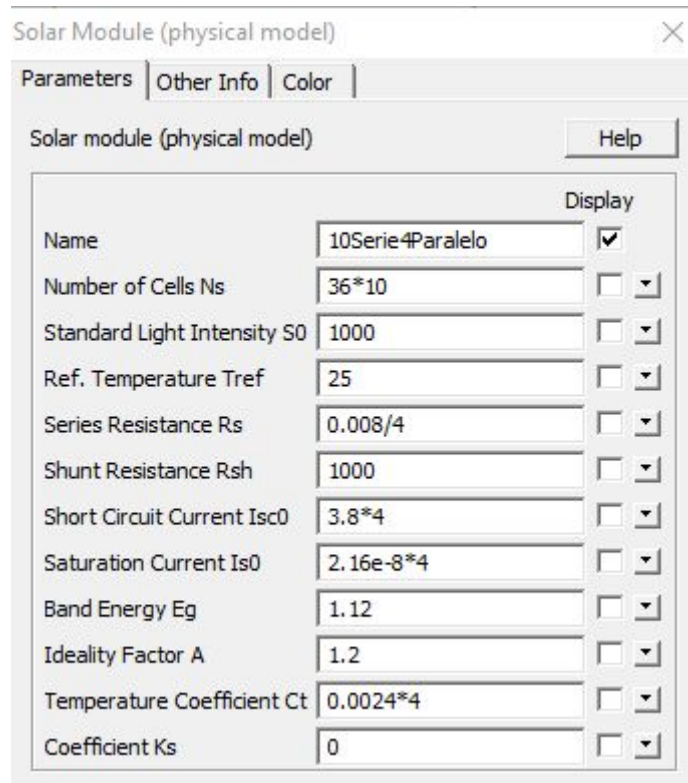 Solar Module (physical model)
Parameters Other Info Color
Solar module (physical model) Help
Display
Name 10Serie4Paralelo
Number of Cells Ns 36*10
Standard Light Intensity S0 1000
Ref. Temperature Tref 25
Series Resistance Rs 0.008/4
Shunt Resistance Rsh 1000
Short Circuit Current Isc0 3.8*4
Saturation Current Is0 2.16e-8*4
Band Energy Eg 1.12
Ideality Factor A 1.2
Temperature Coefficient Ct 0.0024*4
Coefficient Ks 0